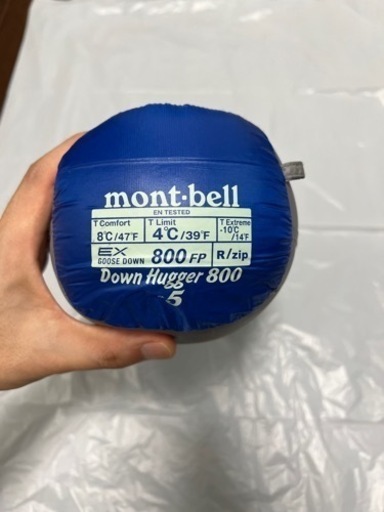 mont·bell
EN TESTED
T Comfort T Limit T Extreme
8℃/47°F 4℃/39°F -10℃/14°F
EX GOOSE DOWN 800 FP R/zip
Down Hugger 800
5